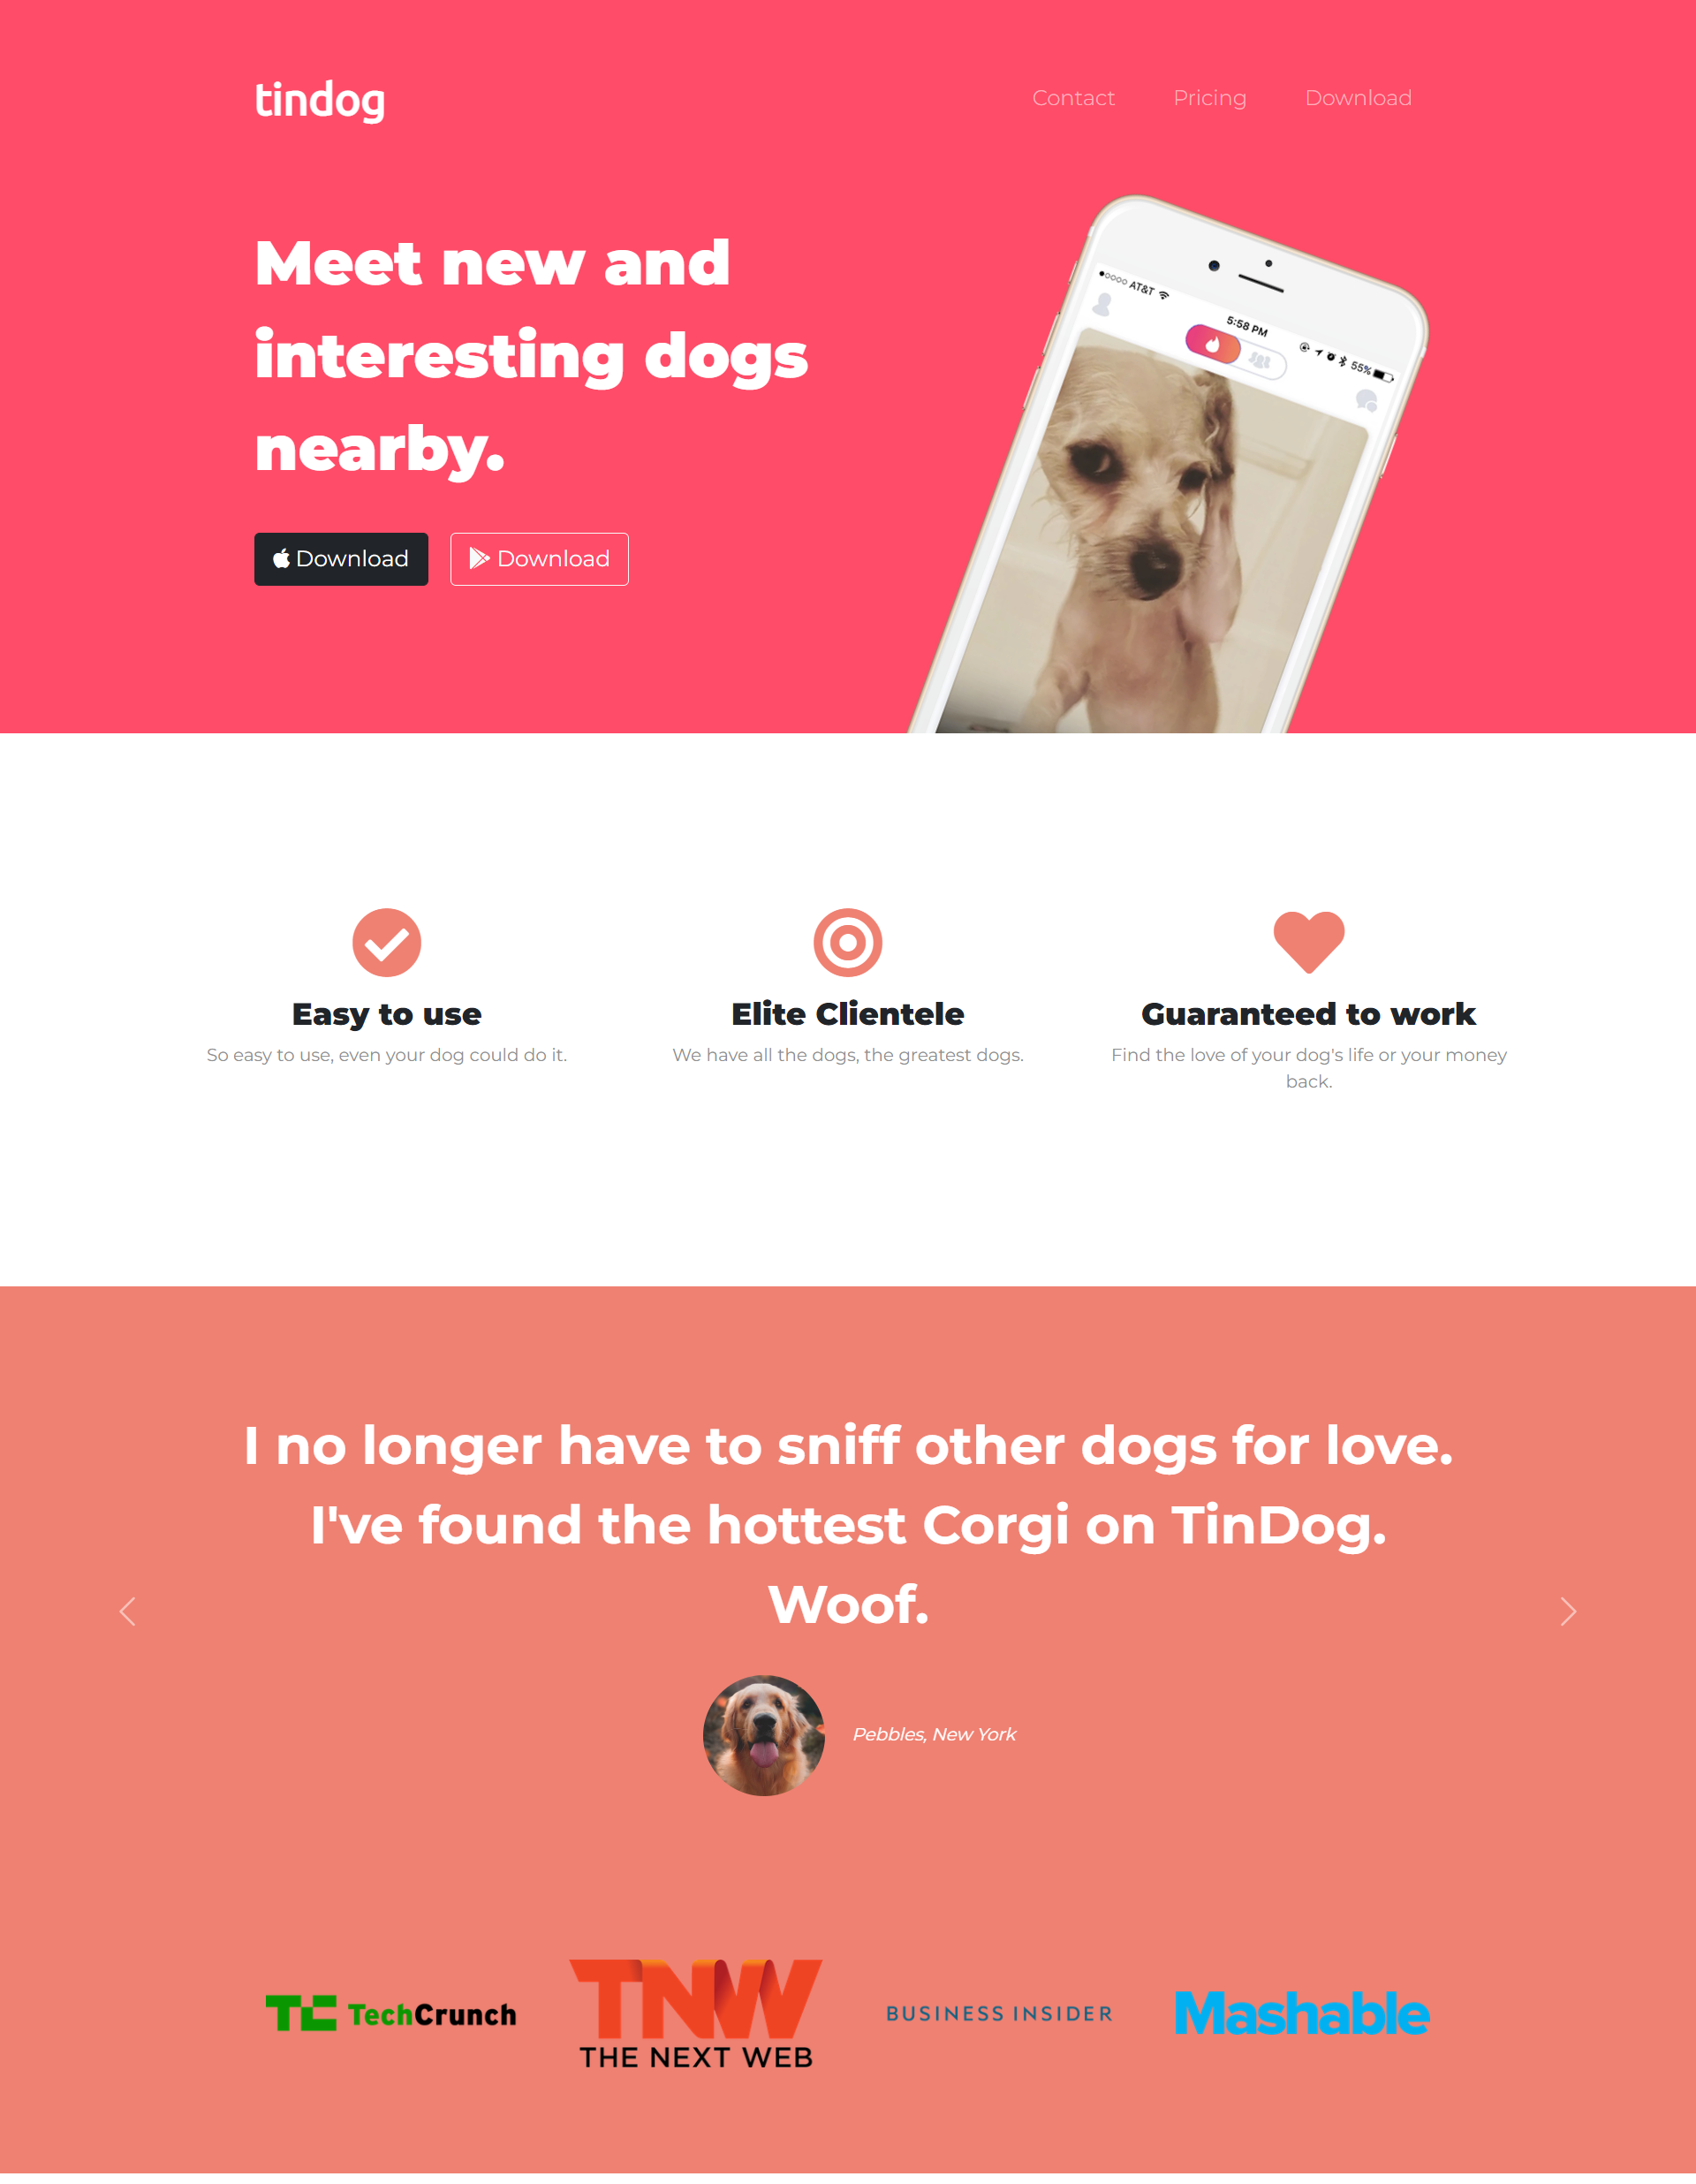 tindog
Contact Pricing Download
Meet new and
interesting dogs
nearby.
Download Download
AT&T
5:58 PM
55%
Easy to use
So easy to use, even your dog could do it.
Elite Clientele
We have all the dogs, the greatest dogs.
Guaranteed to work
Find the love of your dog's life or your money
back.
I no longer have to sniff other dogs for love.
I've found the hottest Corgi on TinDog.
Woof.
Pebbles, New York
TC TechCrunch
TNW
THE NEXT WEB
BUSINESS INSIDER
Mashable